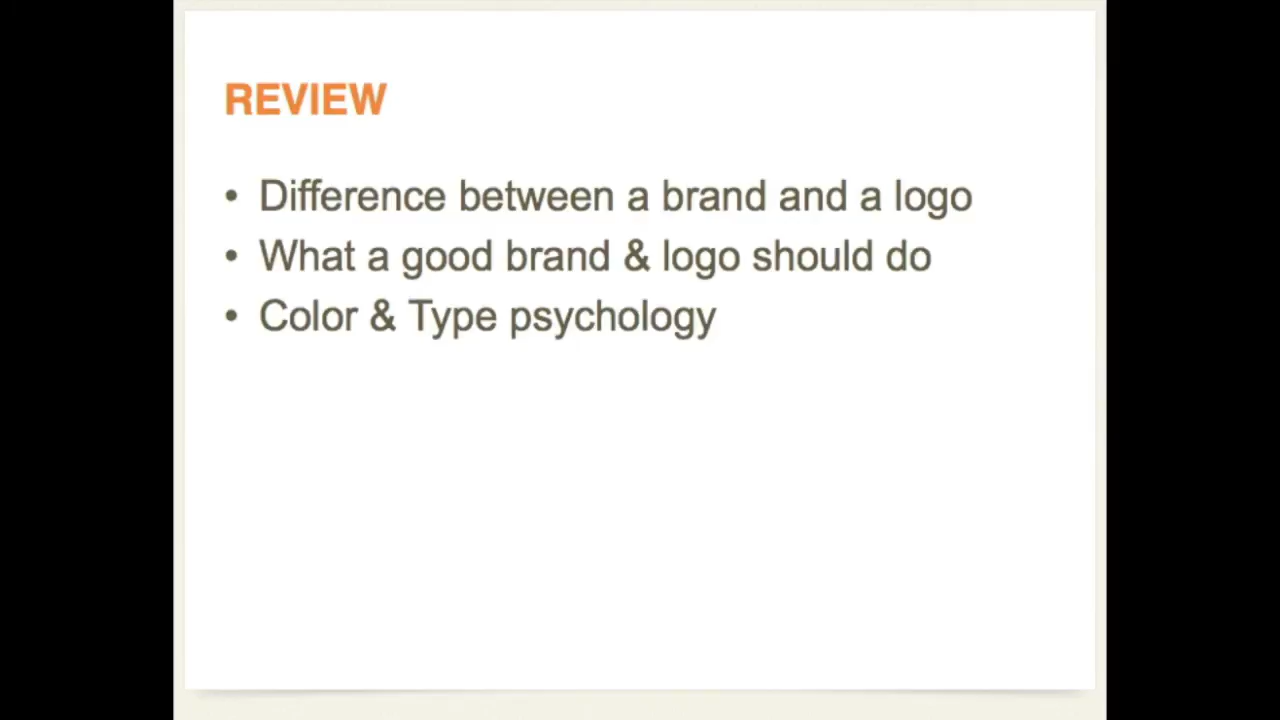 REVIEW
• Difference between a brand and a logo
• What a good brand & logo should do
• Color & Type psychology